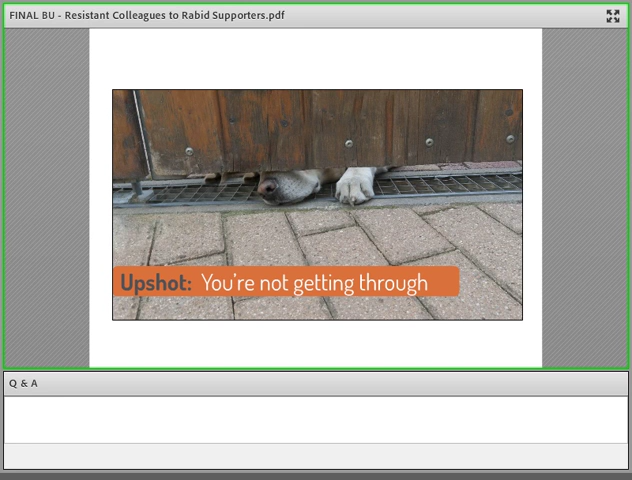 FINAL BU - Resistant Colleagues to Rabid Supporters.pdf
Upshot: You're not getting through
Q & A